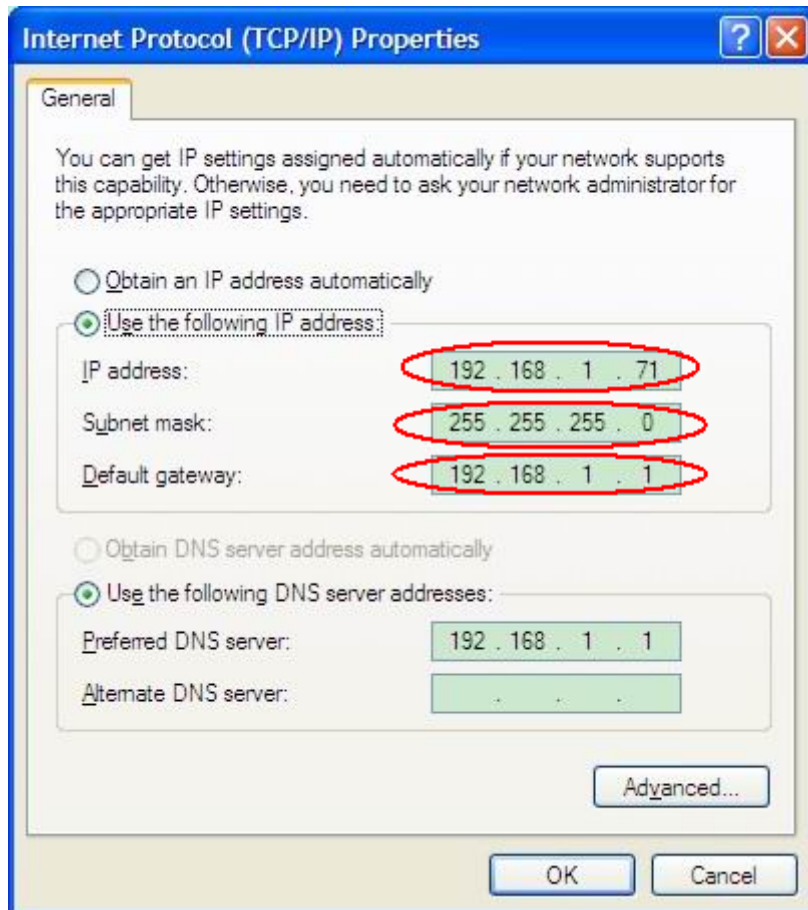 Internet Protocol (TCP/IP) Properties
General
You can get IP settings assigned automatically if your network supports
this capability. Otherwise, you need to ask your network administrator for
the appropriate IP settings.
Obtain an IP address automatically
Use the following IP address:
IP address: 192 . 168 . 1 . 71
Subnet mask: 255 . 255 . 255 . 0
Default gateway: 192 . 168 . 1 . 1
Obtain DNS server address automatically
Use the following DNS server addresses:
Preferred DNS server: 192 . 168 . 1 . 1
Alternate DNS server: . . .
Advanced...
OK Cancel